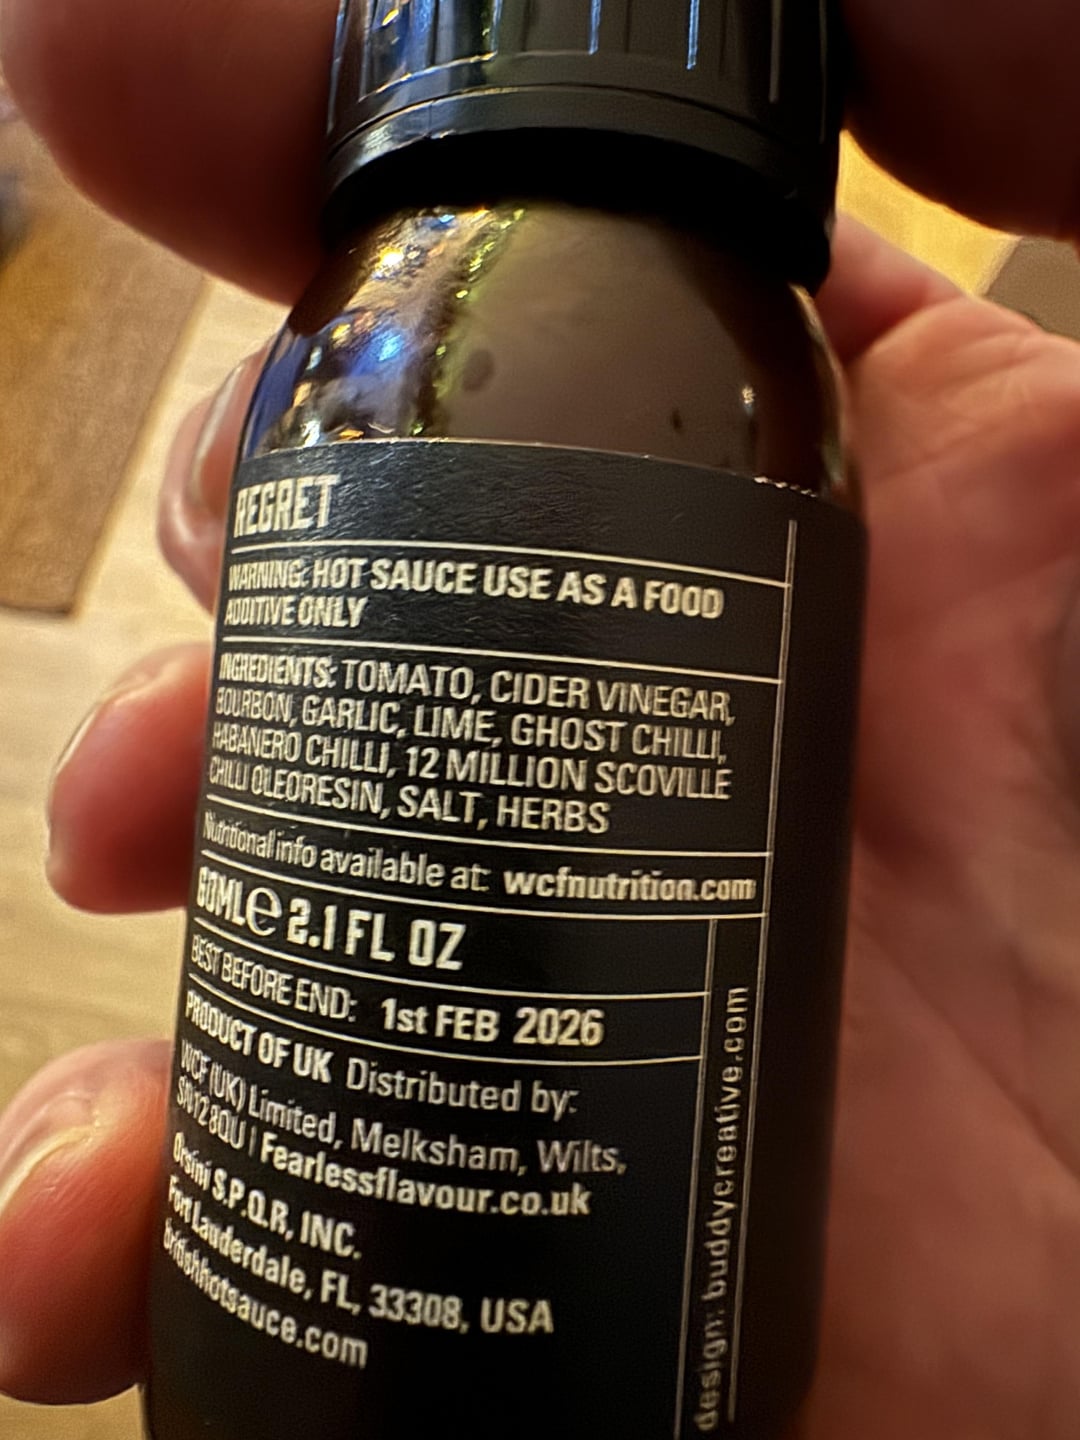 REGRET
WARNING: HOT SAUCE USE AS A FOOD
ADDITIVE ONLY
INGREDIENTS: TOMATO, CIDER VINEGAR,
BOURBON, GARLIC, LIME, GHOST CHILLI,
HABANERO CHILLI, 12 MILLION SCOVILLE
CHILLI OLEORESIN, SALT, HERBS
Nutritional info available at: wcfnutrition.com
60ML e 2.1 FL OZ
BEST BEFORE END: 1st FEB 2026
PRODUCT OF UK Distributed by:
WCF (UK) Limited, Melksham, Wilts,
SN12 8QU | Fearlessflavour.co.uk
Orsini S.P.Q.R, INC.
Fort Lauderdale, FL, 33308, USA
britishhotsauce.com
design: buddycreative.com